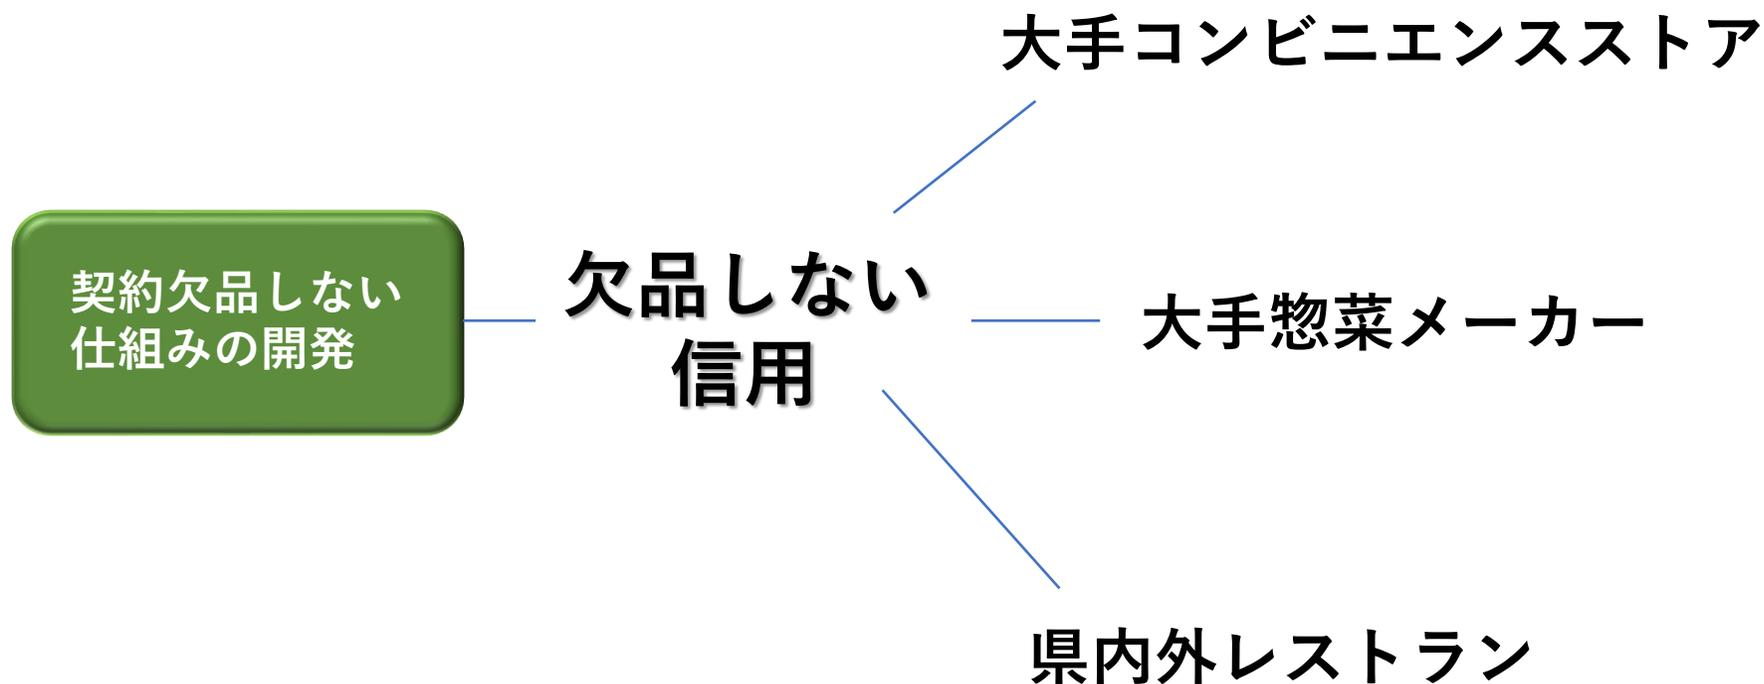 大手コンビニエンスストア
契約欠品しない
仕組みの開発
欠品しない
信用
大手惣菜メーカー
県内外レストラン